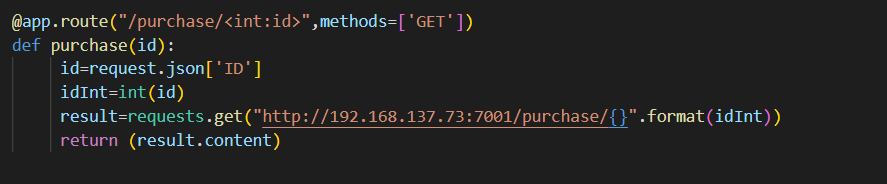 @app.route("/purchase/<int:id>",methods=['GET'])
def purchase(id):
    id=request.json['ID']
    idInt=int(id)
    result=requests.get("http://192.168.137.73:7001/purchase/{}".format(idInt))
    return (result.content)